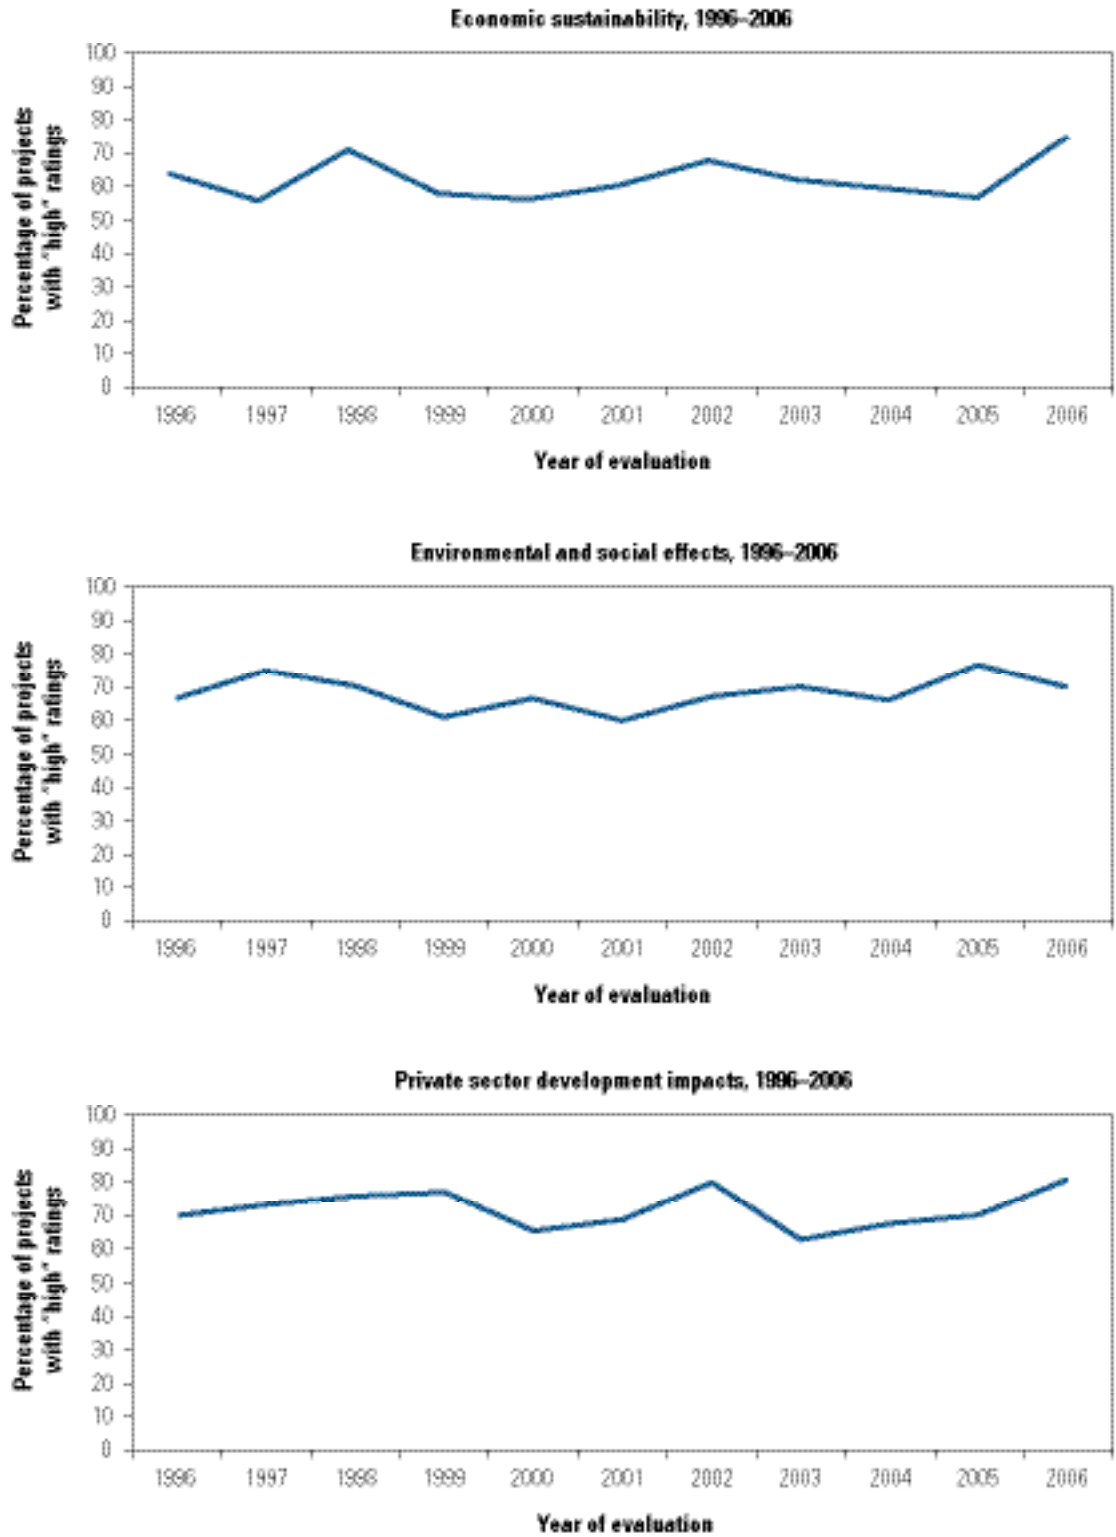 Economic sustainability, 1996–2006
100
90
80
70
60
50
40
30
20
10
0
Percentage of projects
with “high” ratings
1996 1997 1998 1999 2000 2001 2002 2003 2004 2005 2006
Year of evaluation
Environmental and social effects, 1996–2006
100
90
80
70
60
50
40
30
20
10
0
Percentage of projects
with “high” ratings
1996 1997 1998 1999 2000 2001 2002 2003 2004 2005 2006
Year of evaluation
Private sector development impacts, 1996–2006
100
90
80
70
60
50
40
30
20
10
0
Percentage of projects
with “high” ratings
1996 1997 1998 1999 2000 2001 2002 2003 2004 2005 2006
Year of evaluation